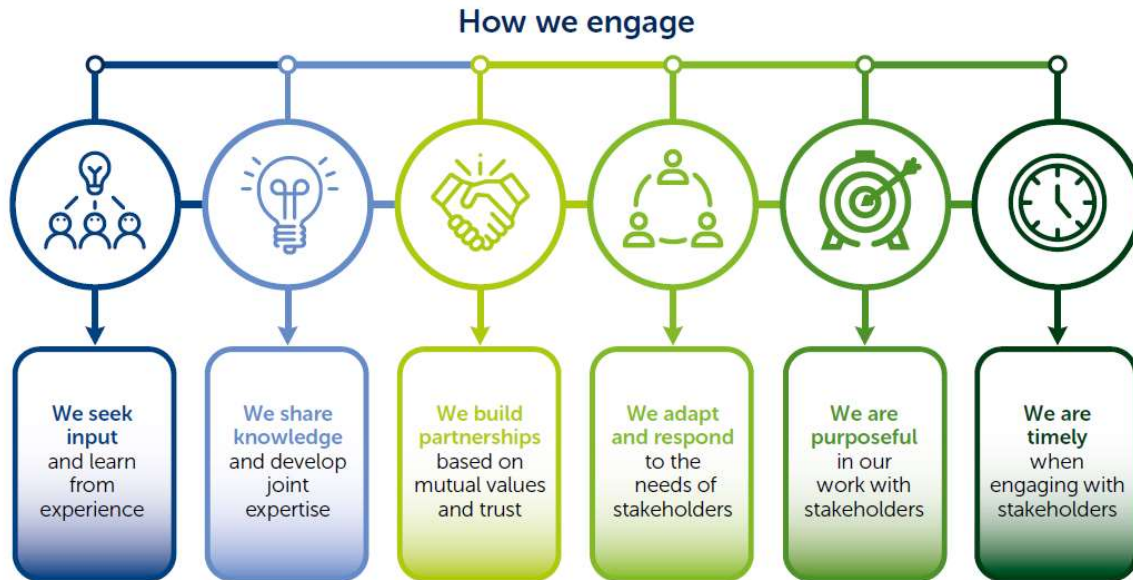 How we engage
We seek
input
and learn
from
experience
We share
knowledge
and develop
joint
expertise
We build
partnerships
based on
mutual values
and trust
We adapt
and respond
to the
needs of
stakeholders
We are
purposeful
in our
work with
stakeholders
We are
timely
when
engaging with
stakeholders